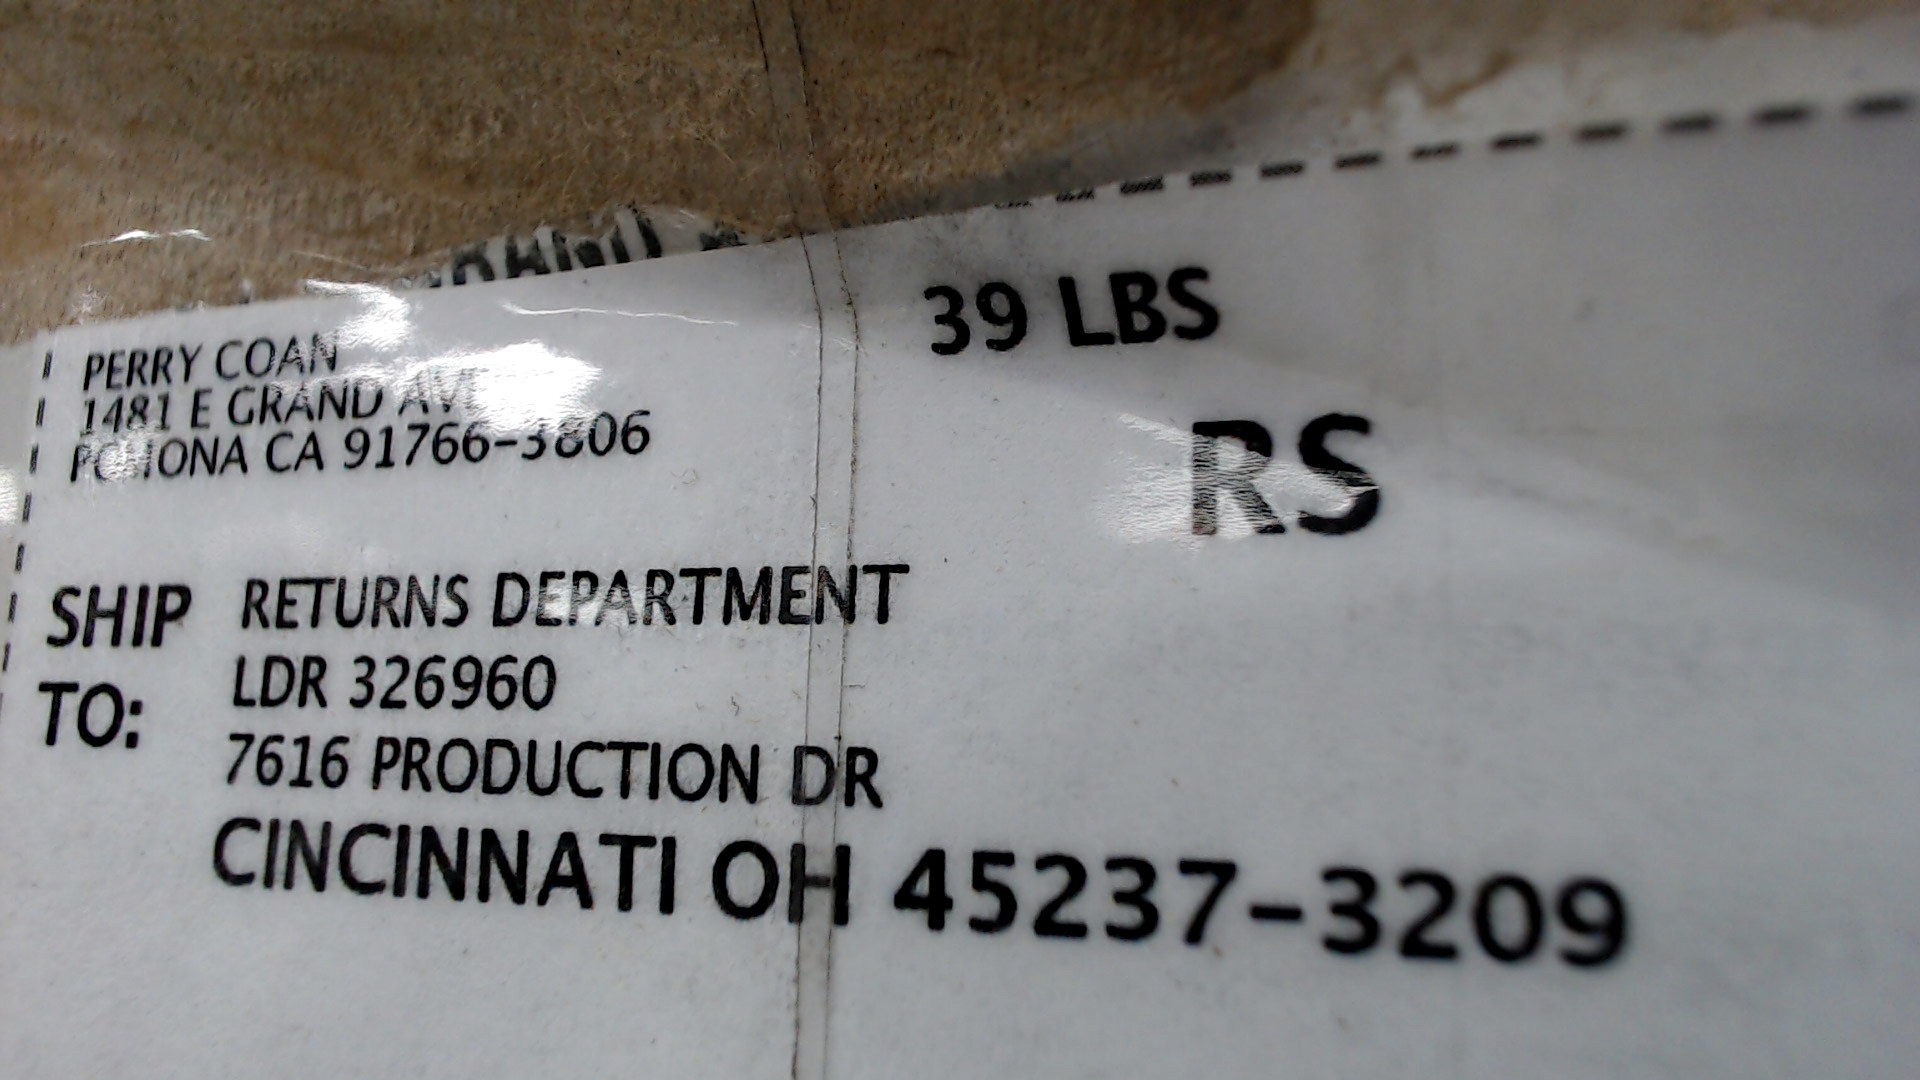 PERRY COAN
1481 E GRAND AVE
POMONA CA 91766-3806
39 LBS
RS
SHIP TO:
RETURNS DEPARTMENT
LDR 326960
7616 PRODUCTION DR
CINCINNATI OH 45237-3209